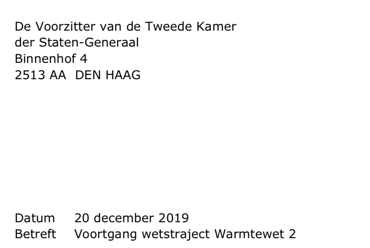 De Voorzitter van de Tweede Kamer
der Staten-Generaal
Binnenhof 4
2513 AA  DEN HAAG
Datum 20 december 2019
Betreft Voortgang wetstraject Warmtewet 2